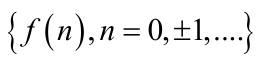 {f(n), n = 0, ±1, ....}